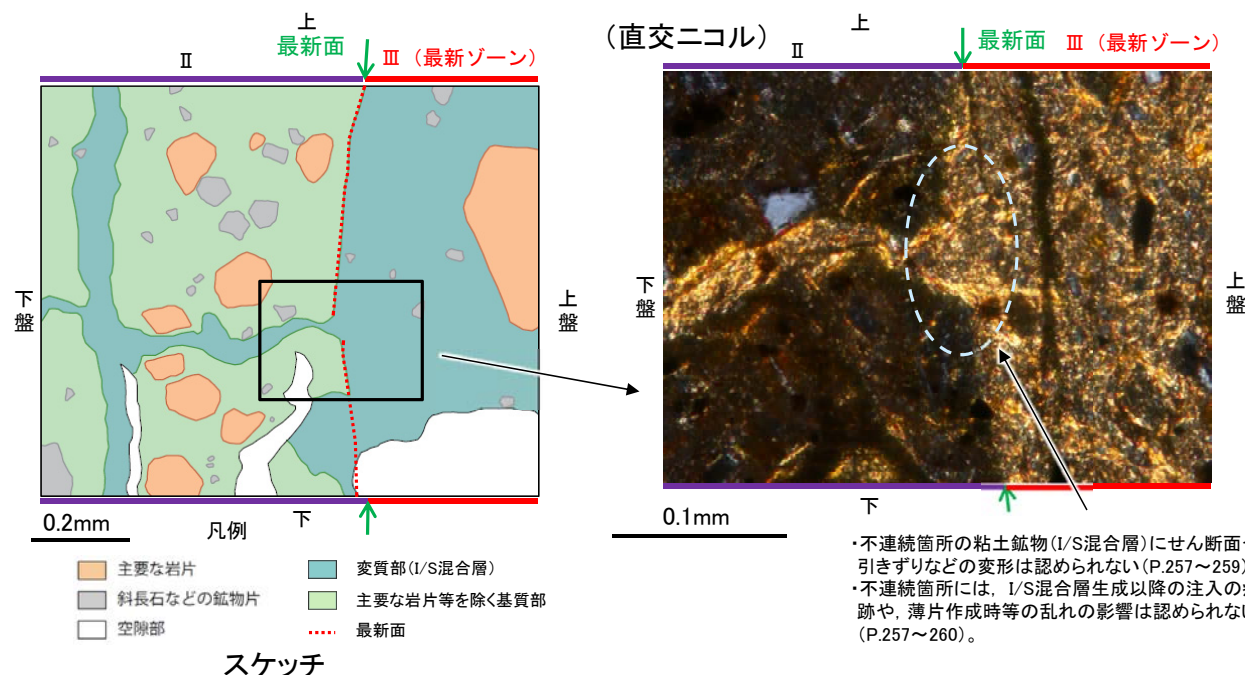 上
最新面
Ⅱ
Ⅲ（最新ゾーン）
下盤
上盤
下
0.2mm
凡例
主要な岩片
斜長石などの鉱物片
空隙部
変質部(I/S混合層)
主要な岩片等を除く基質部
最新面
スケッチ
（直交ニコル）
上
Ⅱ
最新面
Ⅲ（最新ゾーン）
下盤
上盤
下
0.1mm
・不連続箇所の粘土鉱物(I/S混合層)にせん断面
引きずりなどの変形は認められない(P.257～259)
・不連続箇所には，I/S混合層生成以降の注入の
跡や，薄片作成時等の乱れの影響は認められな
(P.257～260)。